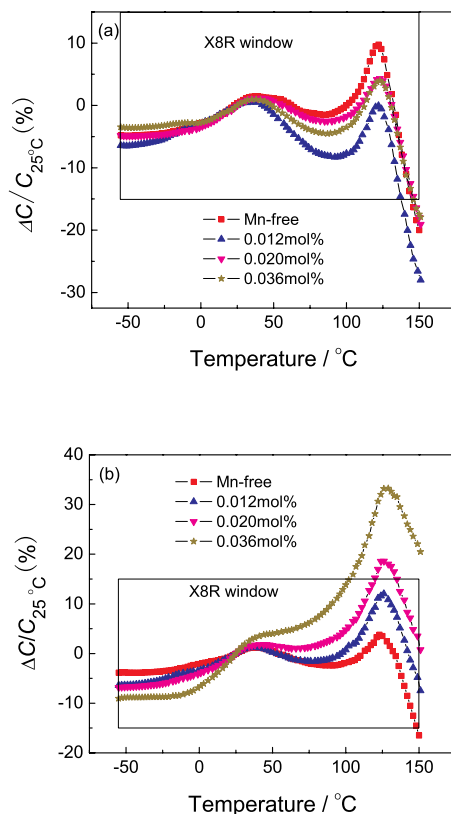 (a)
X8R window
ΔC/C25°C (%)
10
0
-10
-20
-30
Mn-free
0.012mol%
0.020mol%
0.036mol%
-50 0 50 100 150
Temperature / °C
(b)
40
30
20
10
0
-10
-20
Mn-free
0.012mol%
0.020mol%
0.036mol%
X8R window
ΔC/C25 °C (%)
-50 0 50 100 150
Temperature / °C